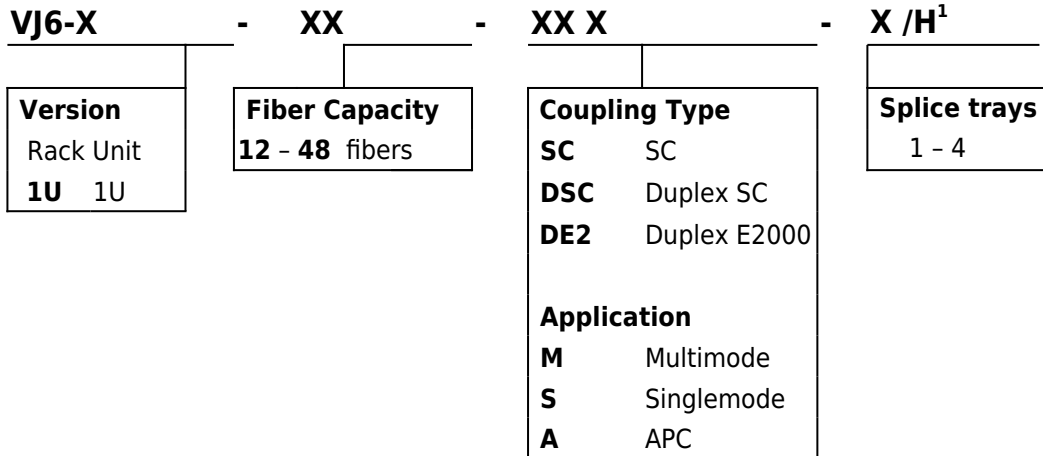 VJ6-X - XX - XX X - X /H¹
Version
Rack Unit
1U 1U
Fiber Capacity
12 – 48 fibers
Coupling Type
SC SC
DSC Duplex SC
DE2 Duplex E2000
Application
M Multimode
S Singlemode
A APC
Splice trays
1 – 4